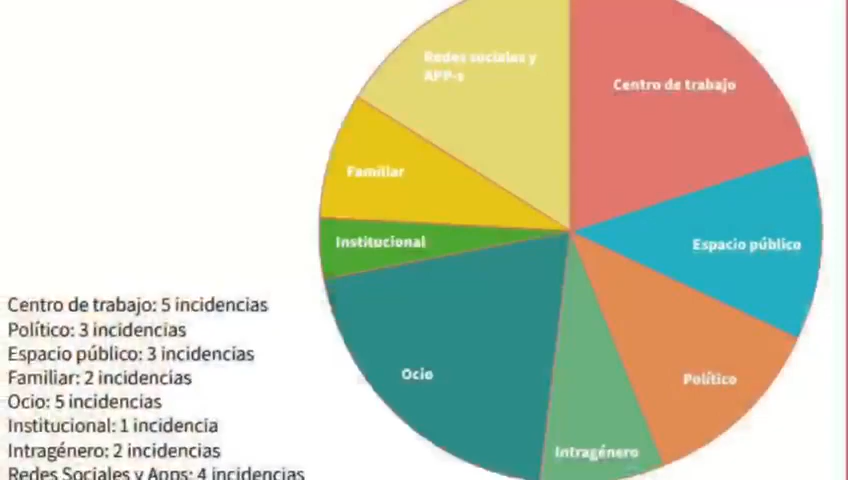 Redes sociales y
APP-s
Centro de trabajo
Familiar
Institucional
Espacio público
Ocio
Político
Intragénero
Centro de trabajo: 5 incidencias
Político: 3 incidencias
Espacio público: 3 incidencias
Familiar: 2 incidencias
Ocio: 5 incidencias
Institucional: 1 incidencia
Intragénero: 2 incidencias
Redes Sociales y Apps: 4 incidencias